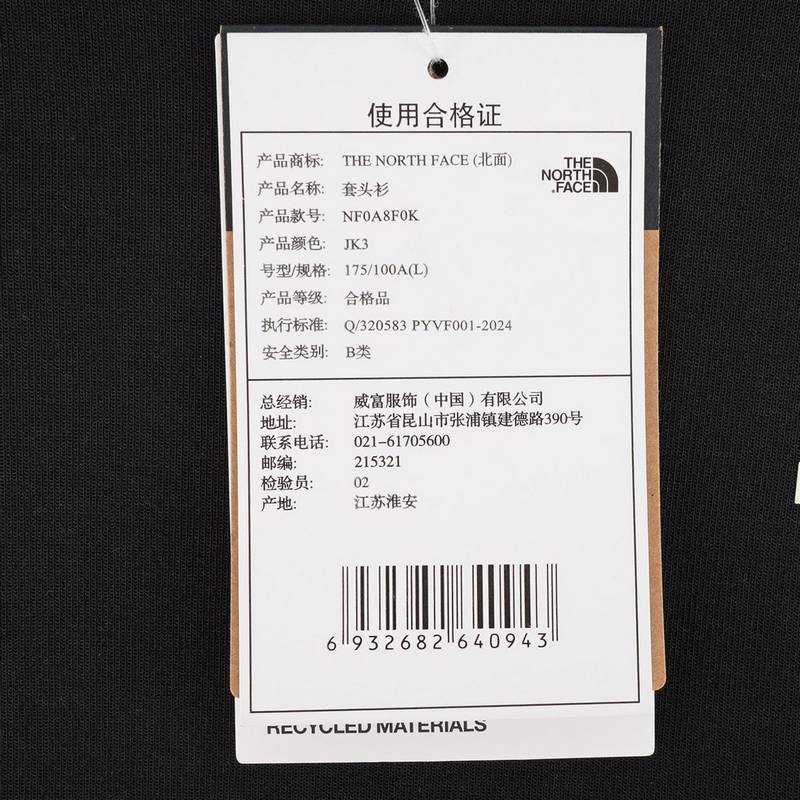 使用合格证
产品商标: THE NORTH FACE (北面)
THE
NORTH
FACE
产品名称: 套头衫
产品款号: NF0A8F0K
产品颜色: JK3
号型/规格: 175/100A(L)
产品等级: 合格品
执行标准: Q/320583 PYVF001-2024
安全类别: B类
总经销: 威富服饰（中国）有限公司
地址: 江苏省昆山市张浦镇建德路390号
联系电话: 021-61705600
邮编: 215321
检验员: 02
产地: 江苏淮安
6 932682 640943
RECYCLED MATERIALS